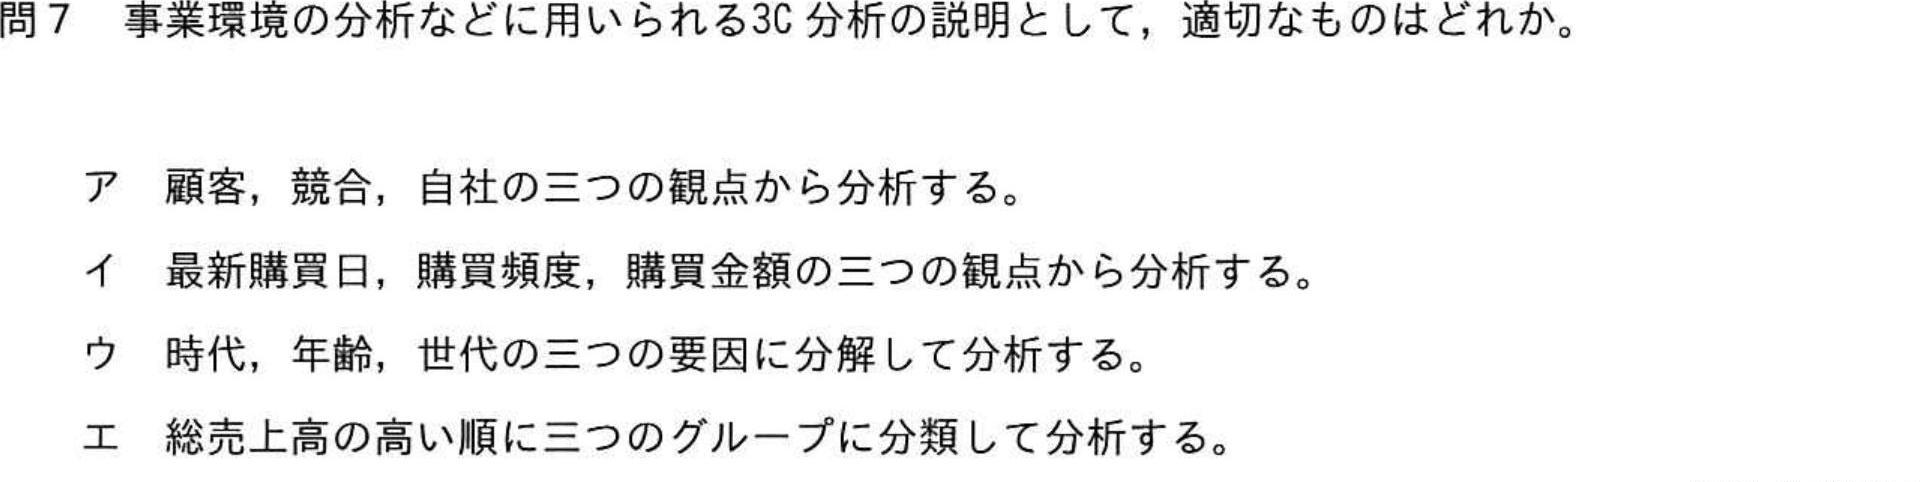 問7 事業環境の分析などに用いられる3C 分析の説明として，適切なものはどれか。
ア 顧客，競合，自社の三つの観点から分析する。
イ 最新購買日，購買頻度，購買金額の三つの観点から分析する。
ウ 時代，年齢，世代の三つの要因に分解して分析する。
エ 総売上高の高い順に三つのグループに分類して分析する。